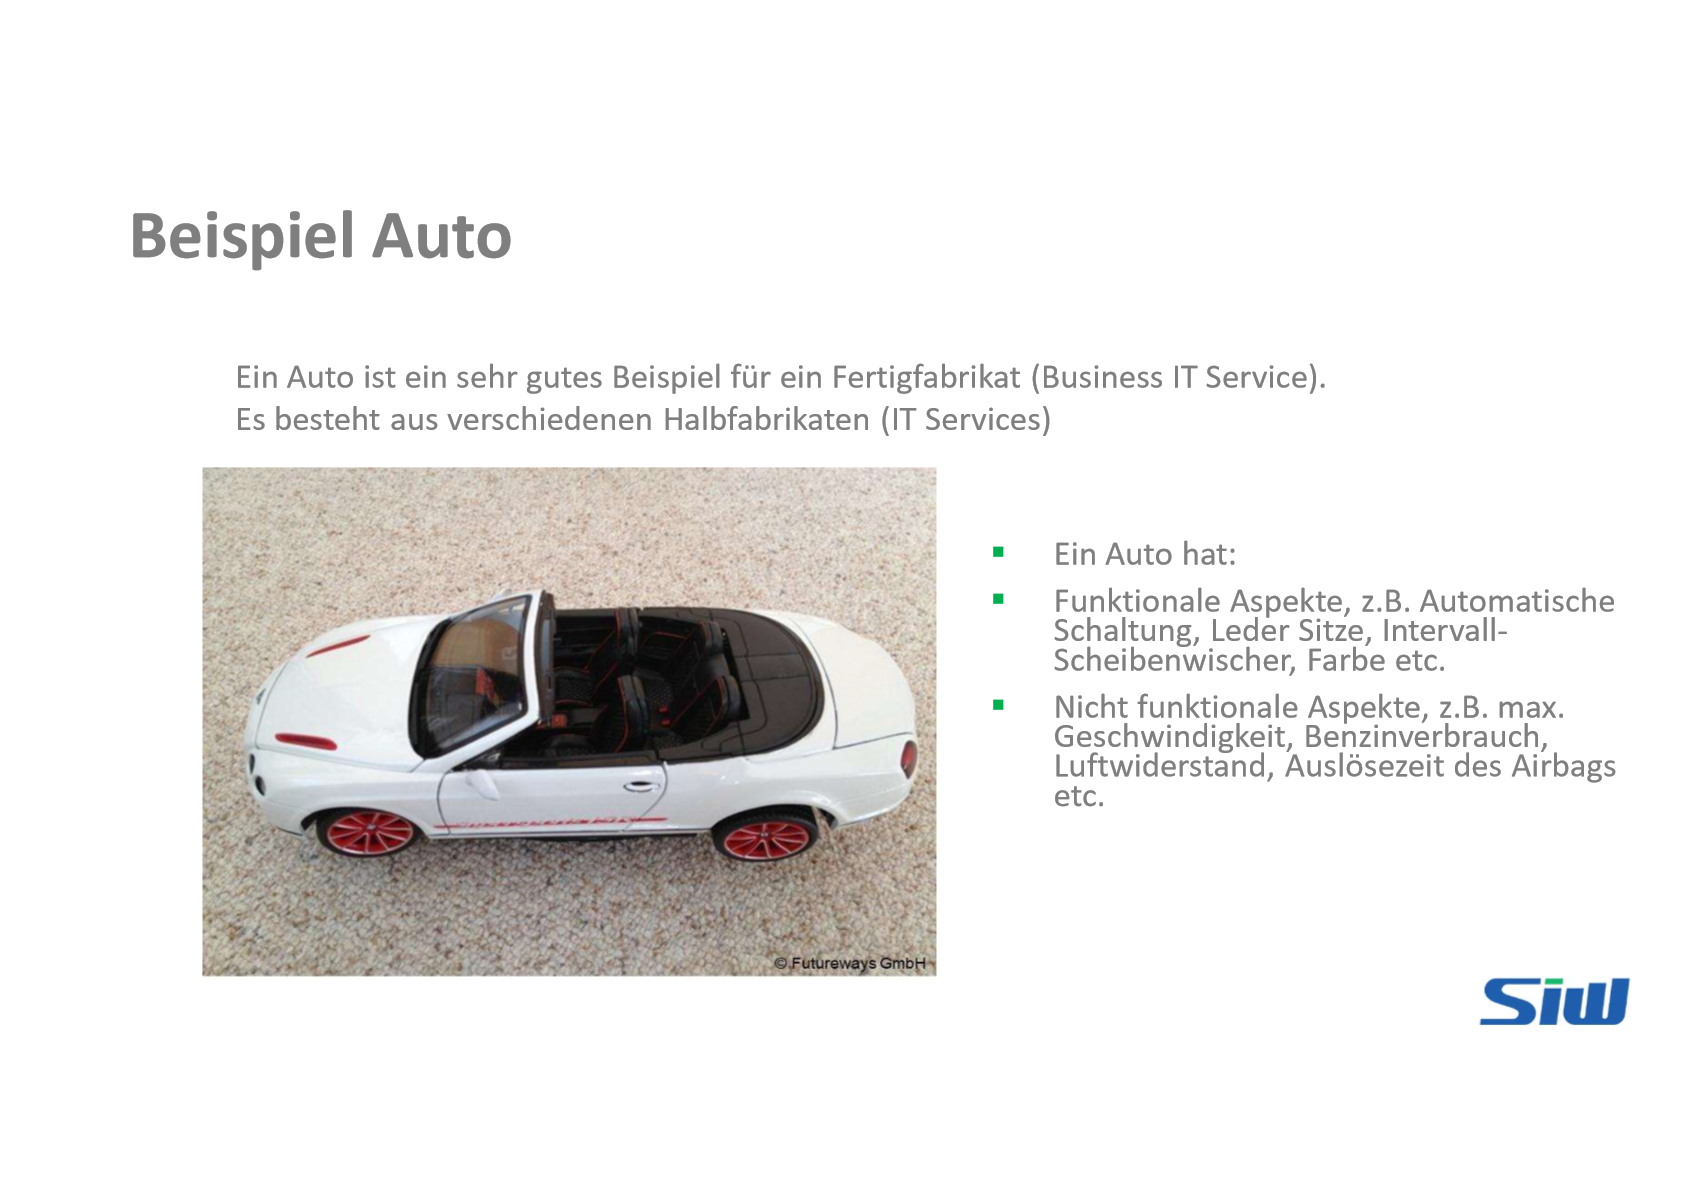 Beispiel Auto
Ein Auto ist ein sehr gutes Beispiel für ein Fertigfabrikat (Business IT Service).
Es besteht aus verschiedenen Halbfabrikaten (IT Services)
Ein Auto hat:
Funktionale Aspekte, z.B. Automatische
Schaltung, Leder Sitze, Intervall-
Scheibenwischer, Farbe etc.
Nicht funktionale Aspekte, z.B. max.
Geschwindigkeit, Benzinverbrauch,
Luftwiderstand, Auslösezeit des Airbags
etc.
© Futureways GmbH
Siw